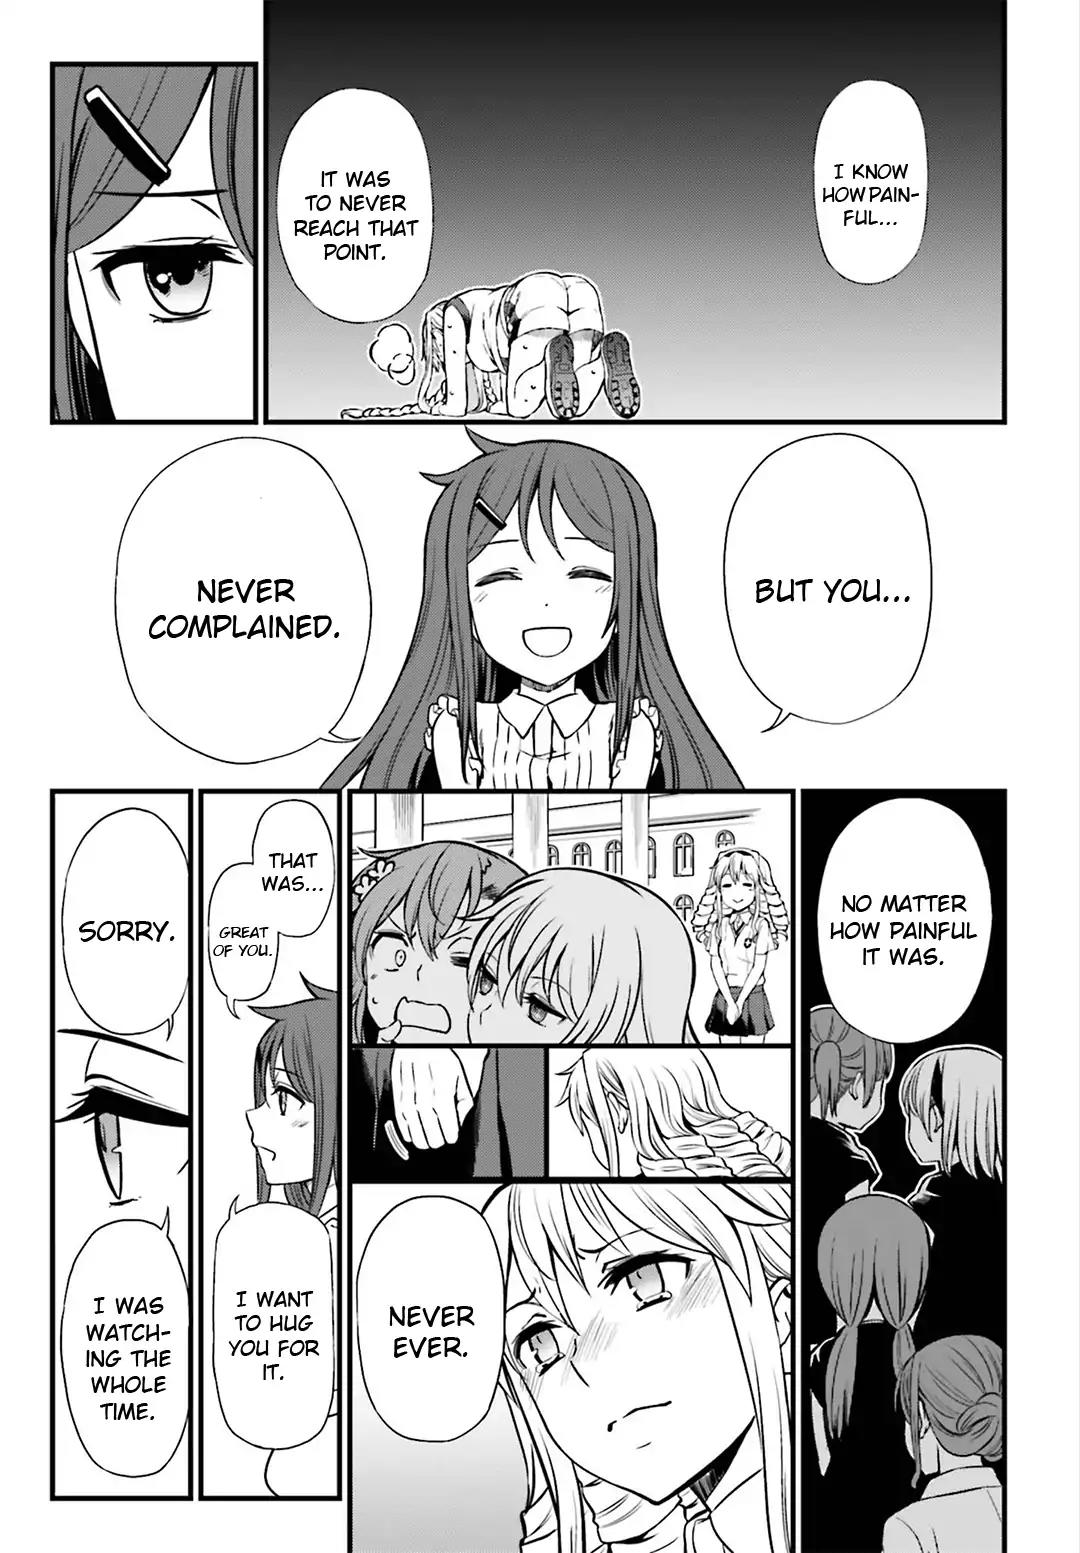 I KNOW
HOW PAIN-
FUL...
IT WAS
TO NEVER
REACH THAT
POINT.
BUT YOU...
NEVER
COMPLAINED.
NO MATTER
HOW PAINFUL
IT WAS.
NEVER
EVER.
THAT
WAS...
GREAT
OF YOU.
I WANT
TO HUG
YOU FOR
IT.
SORRY.
I WAS
WATCH-
ING THE
WHOLE
TIME.